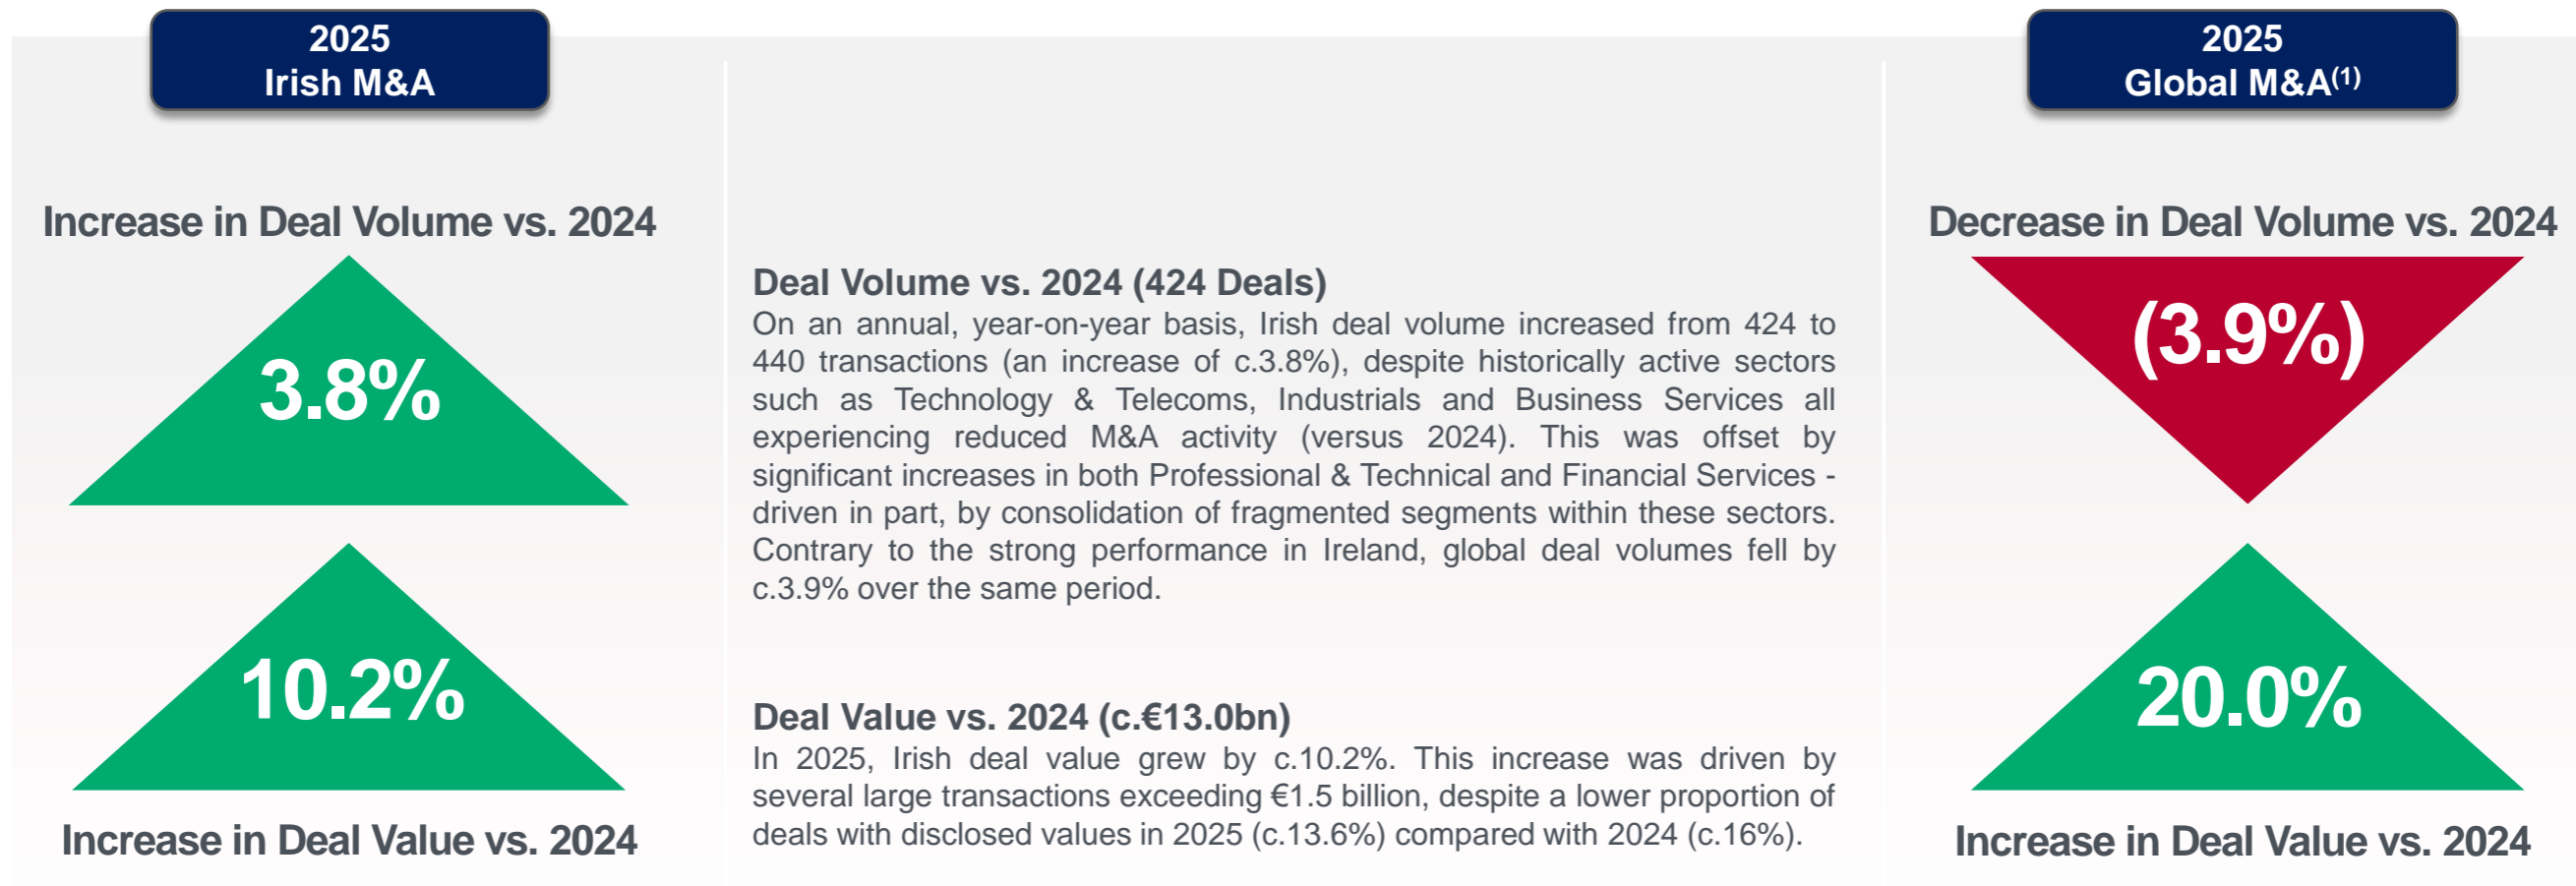 2025
Irish M&A
Increase in Deal Volume vs. 2024
3.8%
10.2%
Increase in Deal Value vs. 2024
Deal Volume vs. 2024 (424 Deals)
On an annual, year-on-year basis, Irish deal volume increased from 424 to
440 transactions (an increase of c.3.8%), despite historically active sectors
such as Technology & Telecoms, Industrials and Business Services all
experiencing reduced M&A activity (versus 2024). This was offset by
significant increases in both Professional & Technical and Financial Services -
driven in part, by consolidation of fragmented segments within these sectors.
Contrary to the strong performance in Ireland, global deal volumes fell by
c.3.9% over the same period.
Deal Value vs. 2024 (c.€13.0bn)
In 2025, Irish deal value grew by c.10.2%. This increase was driven by
several large transactions exceeding €1.5 billion, despite a lower proportion of
deals with disclosed values in 2025 (c.13.6%) compared with 2024 (c.16%).
2025
Global M&A(1)
Decrease in Deal Volume vs. 2024
(3.9%)
20.0%
Increase in Deal Value vs. 2024